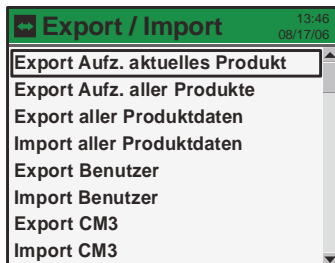 Export / Import
13:46
08/17/06
Export Aufz. aktuelles Produkt
Export Aufz. aller Produkte
Export aller Produktdaten
Import aller Produktdaten
Export Benutzer
Import Benutzer
Export CM3
Import CM3